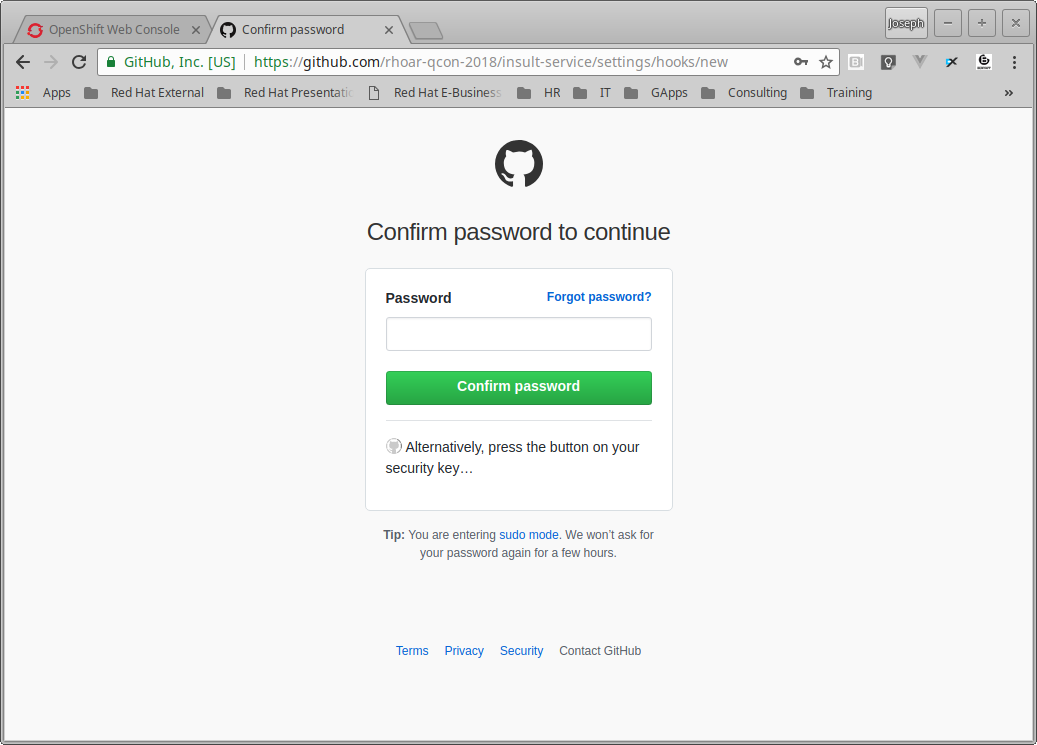 OpenShift Web Console
Confirm password
Joseph
GitHub, Inc. [US]
https://github.com/rhoar-qcon-2018/insult-service/settings/hooks/new
Apps
Red Hat External
Red Hat Presentatio
Red Hat E-Business
HR
IT
GApps
Consulting
Training
»
Confirm password to continue
Password
Forgot password?
Confirm password
Alternatively, press the button on your
security key…
Tip: You are entering sudo mode. We won’t ask for
your password again for a few hours.
Terms
Privacy
Security
Contact GitHub